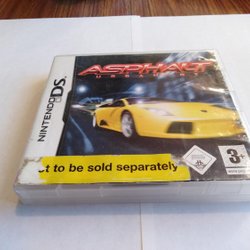 NINTENDO DS
ASPHALT
t to be sold separately
3+